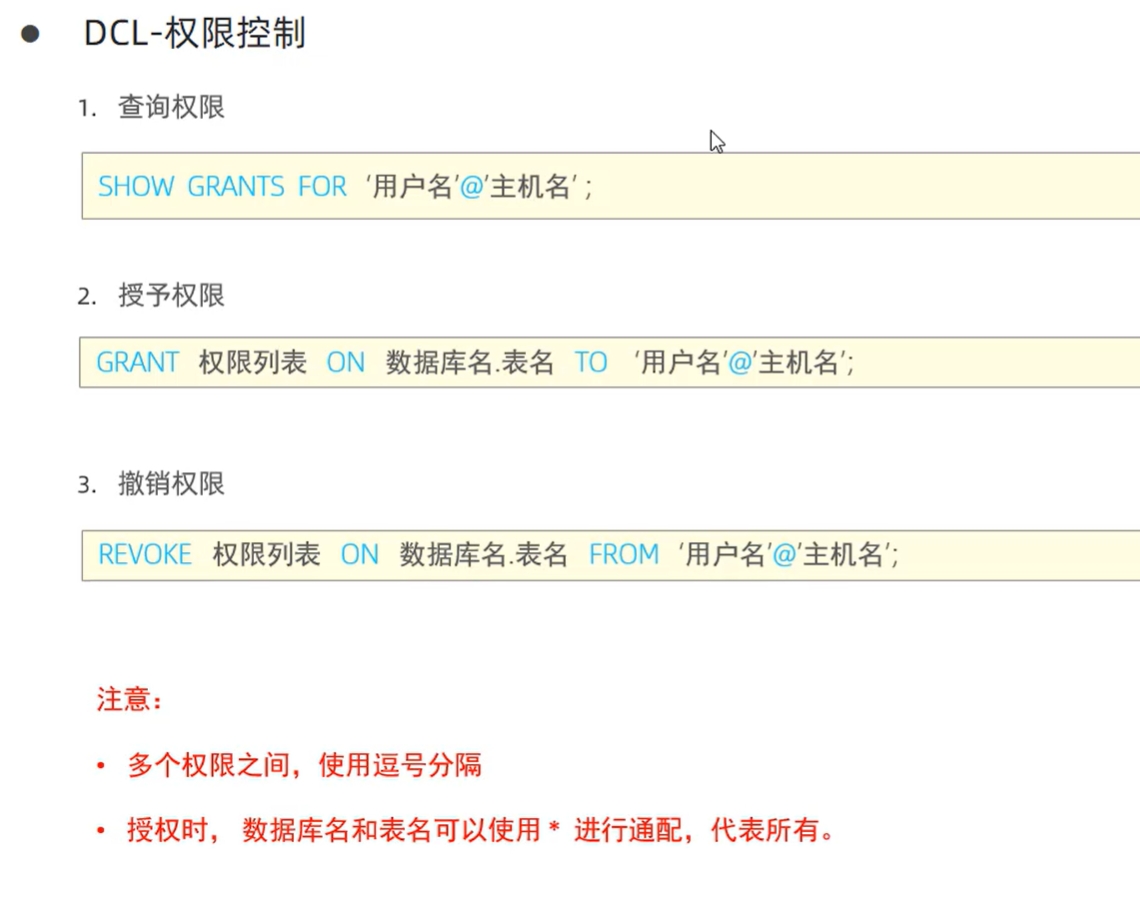 ● DCL-权限控制
1. 查询权限
SHOW GRANTS FOR '用户名'@'主机名' ;
2. 授予权限
GRANT 权限列表 ON 数据库名.表名 TO '用户名'@'主机名';
3. 撤销权限
REVOKE 权限列表 ON 数据库名.表名 FROM '用户名'@'主机名';
注意：
• 多个权限之间，使用逗号分隔
• 授权时， 数据库名和表名可以使用 * 进行通配，代表所有。